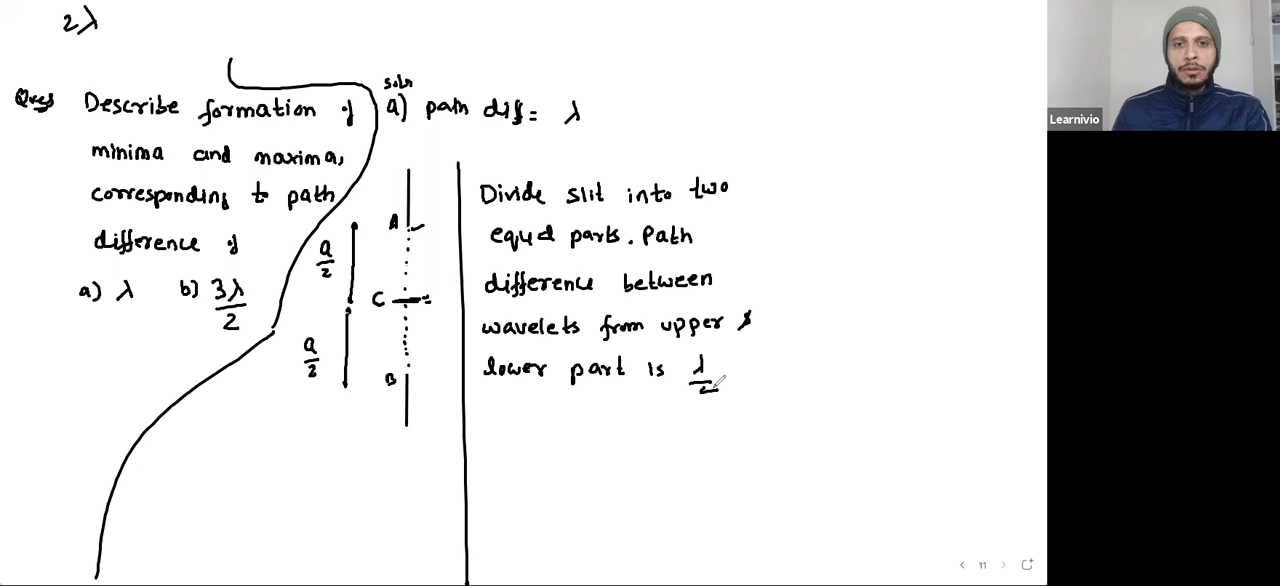 2λ
Ques Describe formation of
minima and maxima,
corresponding to path
difference of
a) λ b) 3λ/2
Soln
a) path diff = λ
A
a/2
C
a/2
B
Divide slit into two
equal parts. Path
difference between
wavelets from upper &
lower part is λ/2
Learnivio
11